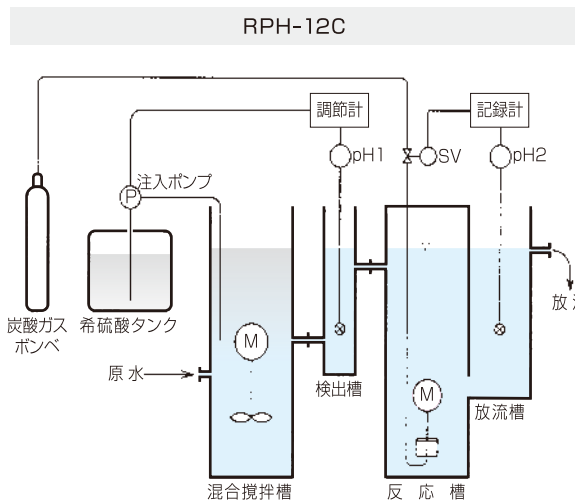 RPH-12C
調節計
記録計
pH1
SV
pH2
注入ポンプ
P
炭酸ガス
ボンベ
希硫酸タンク
M
原水
検出槽
M
放流槽
混合撹拌槽
反応槽
放